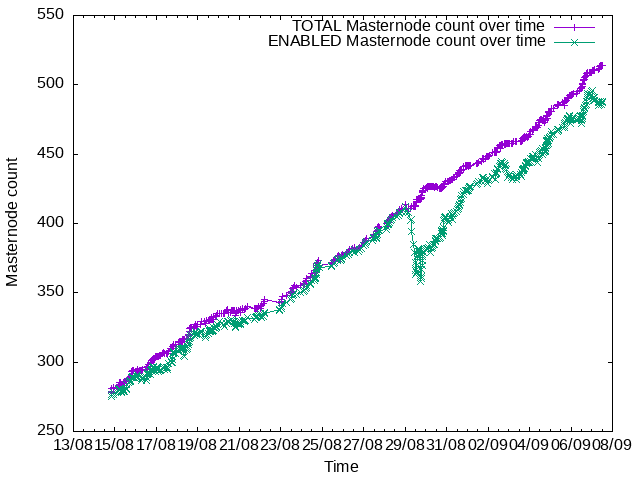 TOTAL Masternode count over time
ENABLED Masternode count over time
Masternode count
550
500
450
400
350
300
250
13/08 15/08 17/08 19/08 21/08 23/08 25/08 27/08 29/08 31/08 02/09 04/09 06/09 08/09
Time